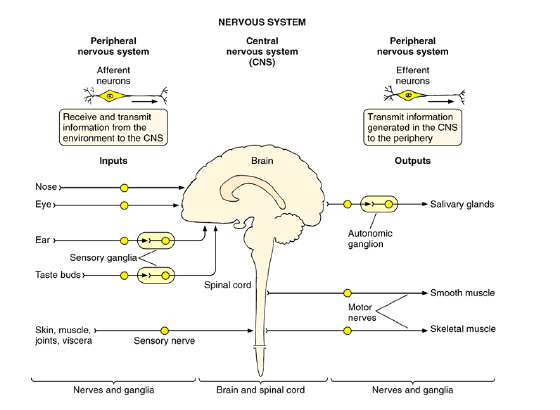 NERVOUS SYSTEM
Peripheral
nervous system
Central
nervous system
(CNS)
Peripheral
nervous system
Afferent
neurons
Efferent
neurons
Receive and transmit
information from the
environment to the CNS
Transmit information
generated in the CNS
to the periphery
Inputs
Brain
Outputs
Nose
Eye
Salivary glands
Autonomic
ganglion
Ear
Sensory ganglia
Taste buds
Spinal cord
Smooth muscle
Motor
nerves
Skin, muscle,
joints, viscera
Sensory nerve
Skeletal muscle
Nerves and ganglia
Brain and spinal cord
Nerves and ganglia